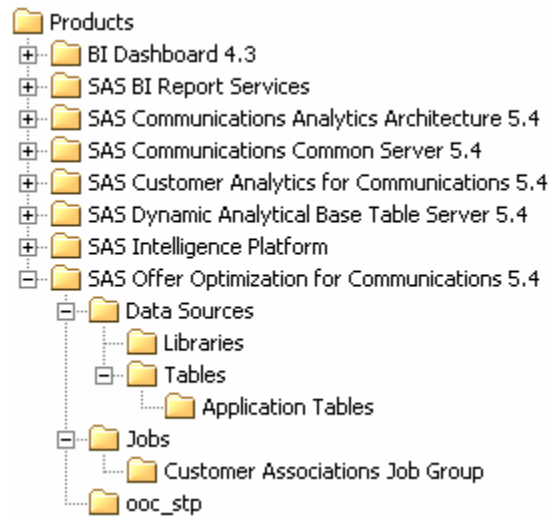 Products
BI Dashboard 4.3
SAS BI Report Services
SAS Communications Analytics Architecture 5.4
SAS Communications Common Server 5.4
SAS Customer Analytics for Communications 5.4
SAS Dynamic Analytical Base Table Server 5.4
SAS Intelligence Platform
SAS Offer Optimization for Communications 5.4
Data Sources
Libraries
Tables
Application Tables
Jobs
Customer Associations Job Group
ooc_stp